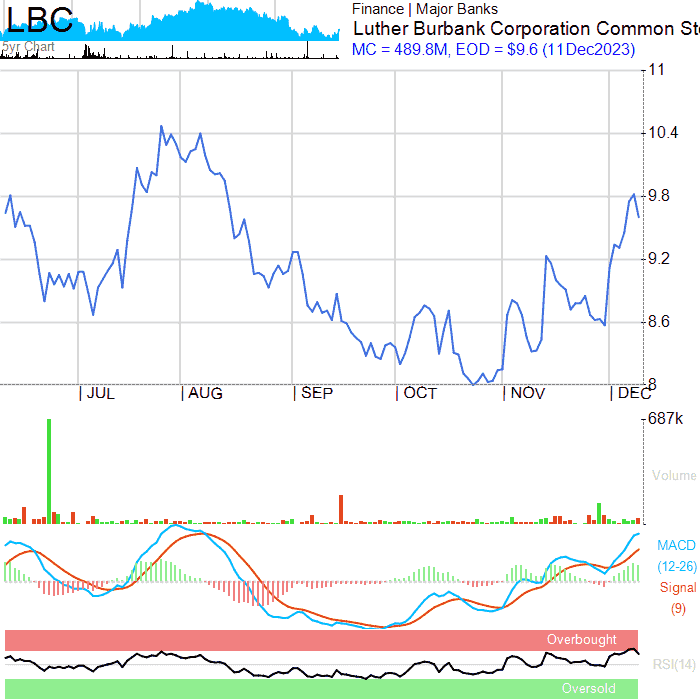 LBC
5yr Chart
Finance | Major Banks
Luther Burbank Corporation Common Sto
MC = 489.8M, EOD = $9.6 (11Dec2023)
11
10.4
9.8
9.2
8.6
8
JUL
AUG
SEP
OCT
NOV
DEC
687k
Volume
MACD
(12-26)
Signal
(9)
Overbought
RSI(14)
Oversold